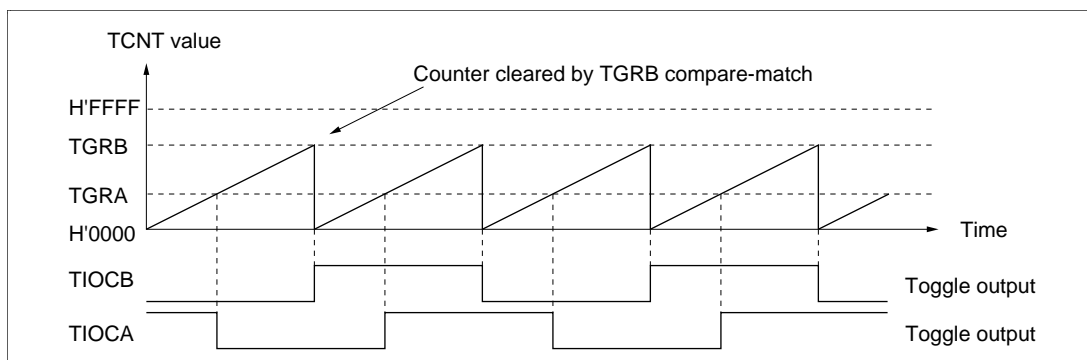 TCNT value
Counter cleared by TGRB compare-match
H'FFFF
TGRB
TGRA
H'0000
Time
TIOCB
Toggle output
TIOCA
Toggle output